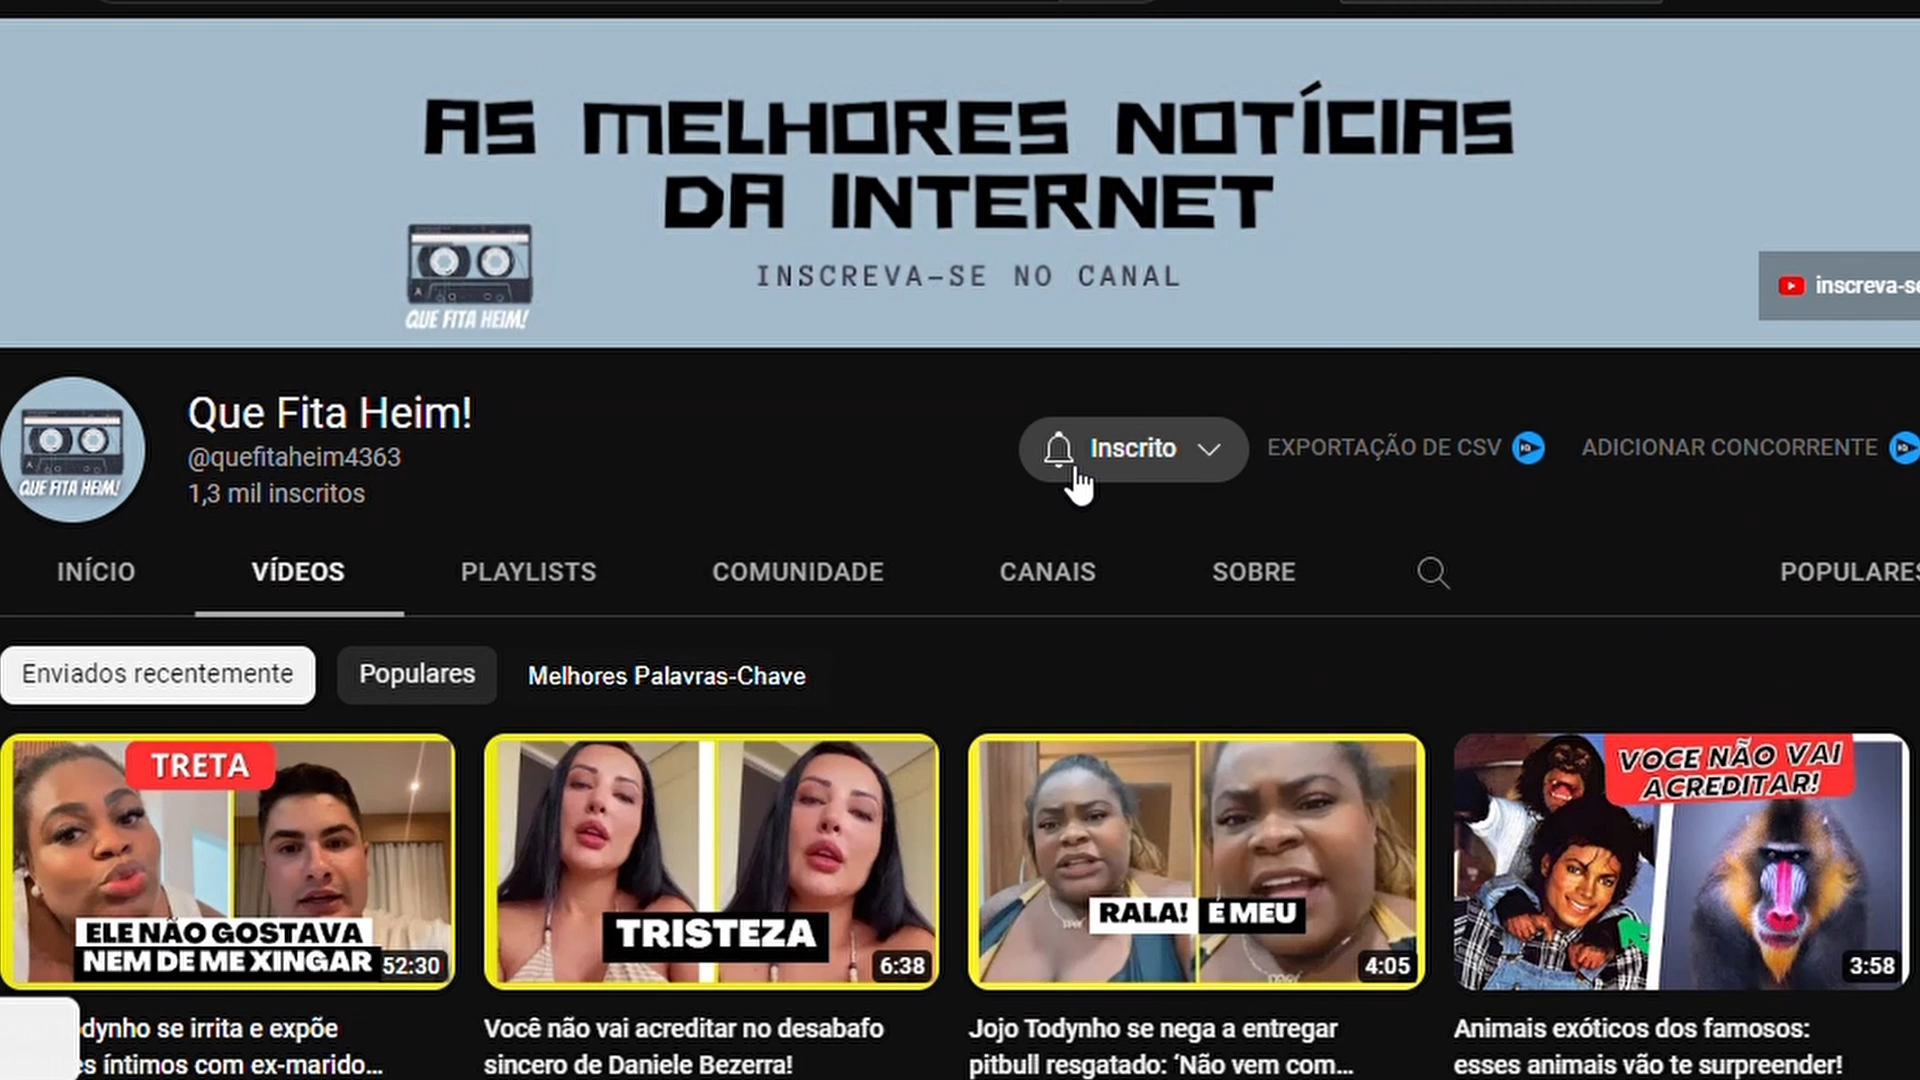 AS MELHORES NOTÍCIAS
DA INTERNET
INSCREVA-SE NO CANAL
QUE FITA HEIM!
inscreva-se
QUE FITA HEIM!
Que Fita Heim!
@quefitaheim4363
1,3 mil inscritos
Inscrito
EXPORTAÇÃO DE CSV
ADICIONAR CONCORRENTE
INÍCIO
VÍDEOS
PLAYLISTS
COMUNIDADE
CANAIS
SOBRE
POPULARES
Enviados recentemente
Populares
Melhores Palavras-Chave
TRETA
ELE NÃO GOSTAVA
NEM DE ME XINGAR
52:30
TRISTEZA
6:38
RALA! É MEU
4:05
VOCE NÃO VAI
ACREDITAR!
3:58
dynho se irrita e expõe
es íntimos com ex-marido...
Você não vai acreditar no desabafo
sincero de Daniele Bezerra!
Jojo Todynho se nega a entregar
pitbull resgatado: ‘Não vem com...
Animais exóticos dos famosos:
esses animais vão te surpreender!